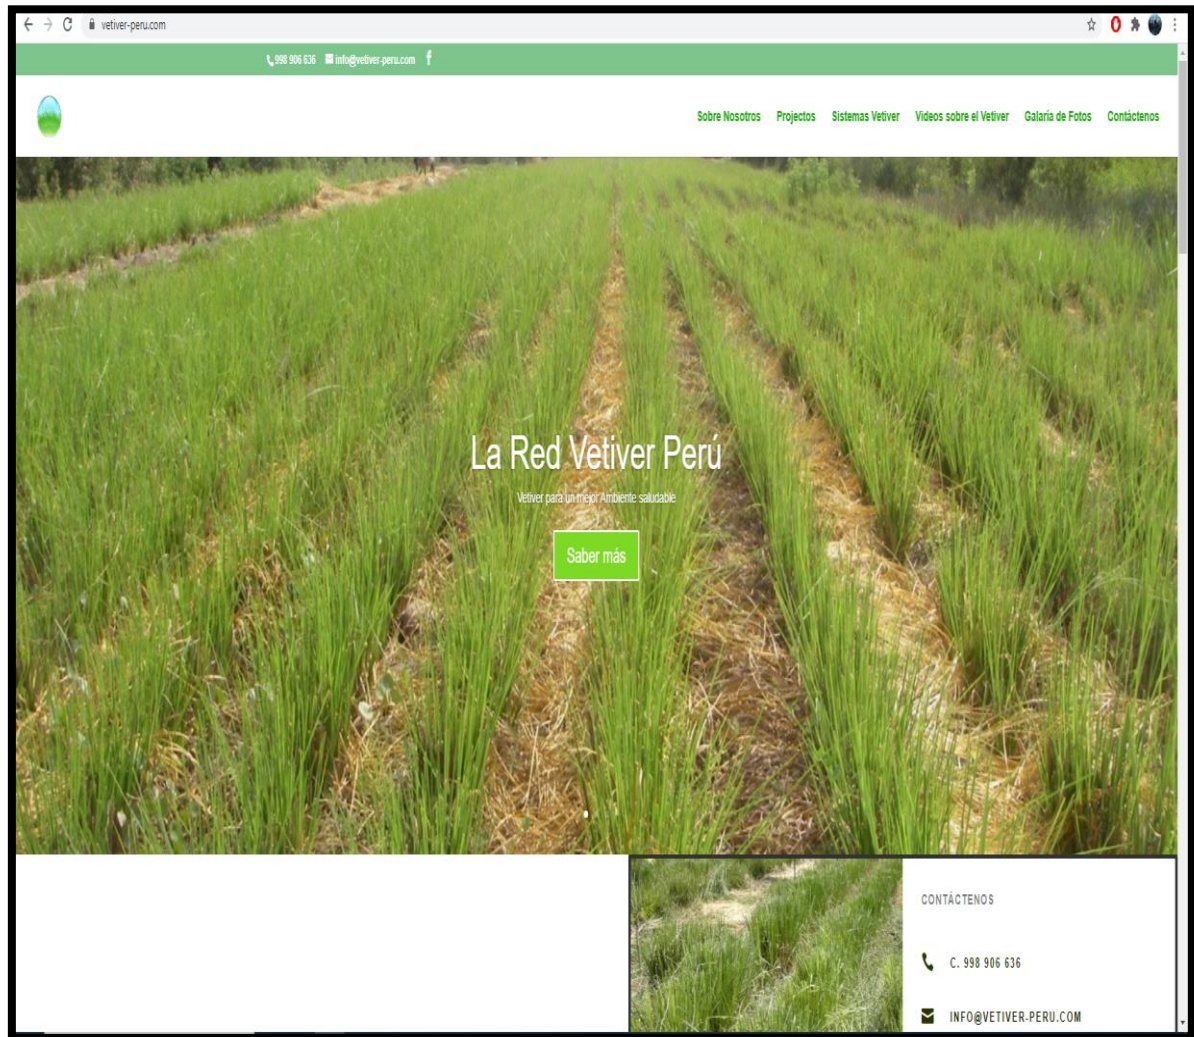 vetiver-peru.com
998 906 636 info@vetiver-peru.com f
Sobre Nosotros Projectos Sistemas Vetiver Videos sobre el Vetiver Galaría de Fotos Contáctenos
La Red Vetiver Perú
Vetiver para un mejor Ambiente saludable
Saber más
CONTÁCTENOS
C. 998 906 636
INFO@VETIVER-PERU.COM